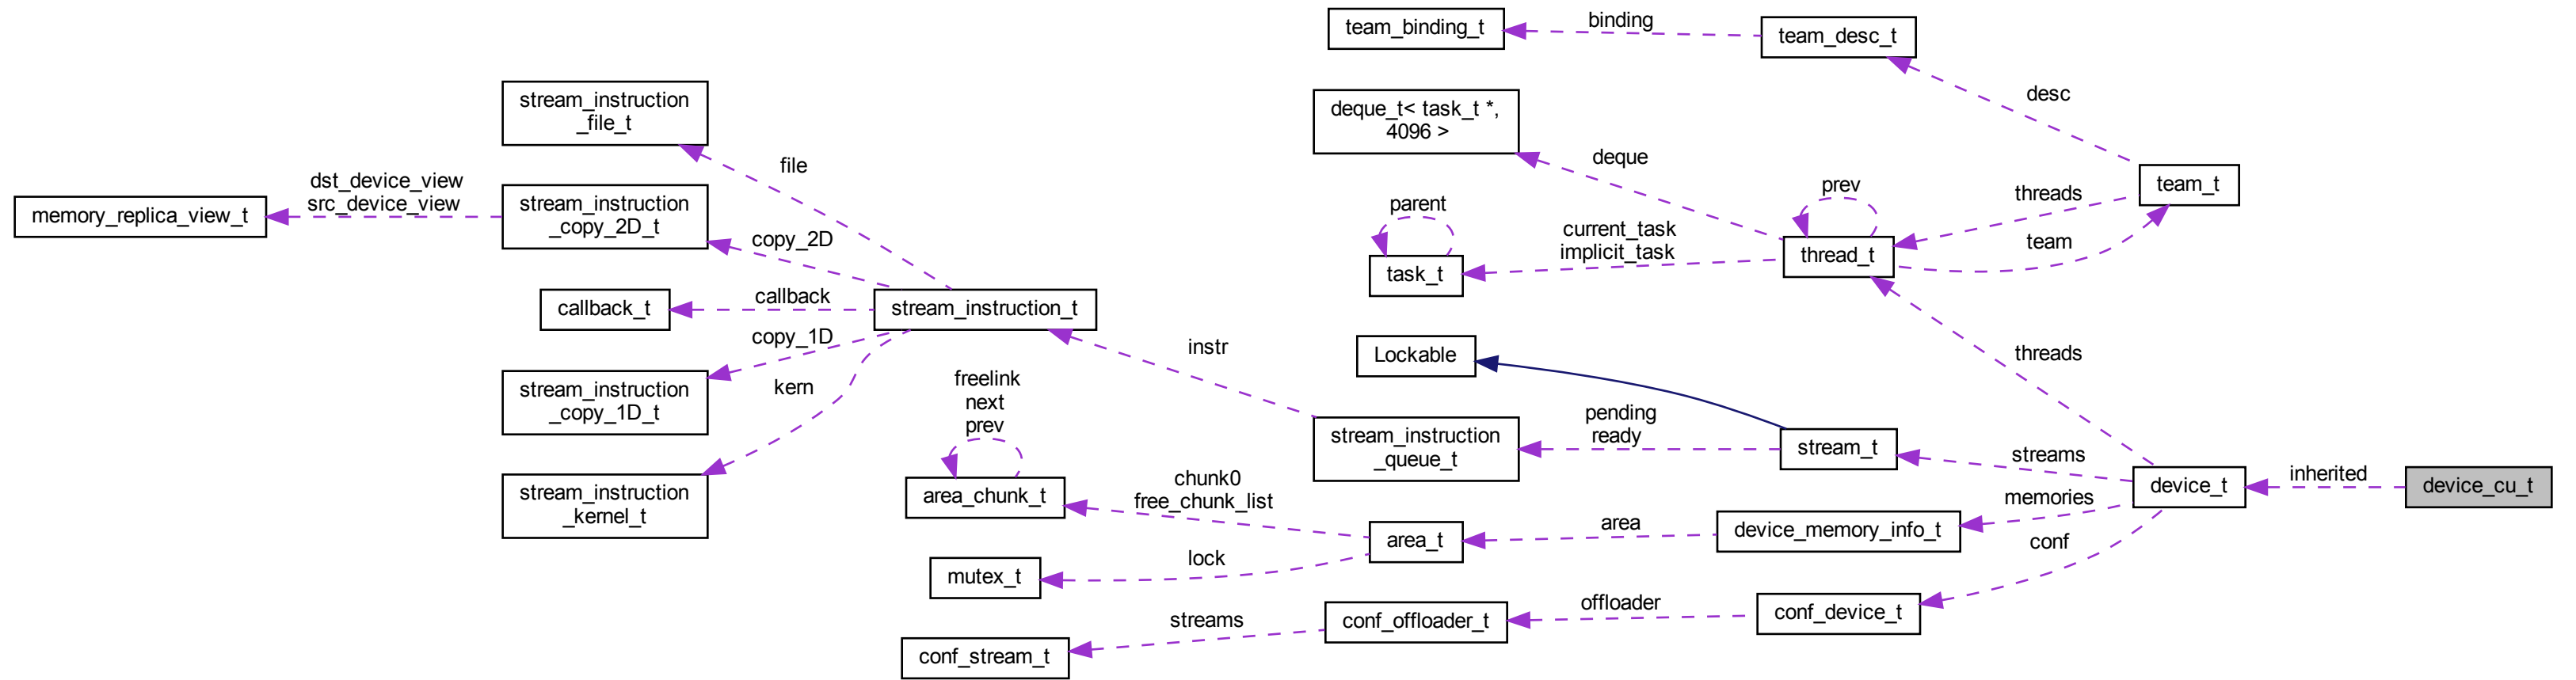 team_binding_t
binding
team_desc_t
desc
stream_instruction
_file_t
file
deque_t< task_t *,
4096 >
deque
prev
threads
team_t
team
thread_t
memory_replica_view_t
dst_device_view
src_device_view
stream_instruction
_copy_2D_t
copy_2D
parent
task_t
current_task
implicit_task
callback_t
callback
stream_instruction_t
copy_1D
stream_instruction
_copy_1D_t
kern
stream_instruction
_kernel_t
instr
Lockable
threads
freelink
next
prev
area_chunk_t
stream_instruction
_queue_t
pending
ready
stream_t
streams
device_t
inherited
device_cu_t
chunk0
free_chunk_list
area_t
area
device_memory_info_t
memories
conf
mutex_t
lock
conf_stream_t
streams
conf_offloader_t
offloader
conf_device_t